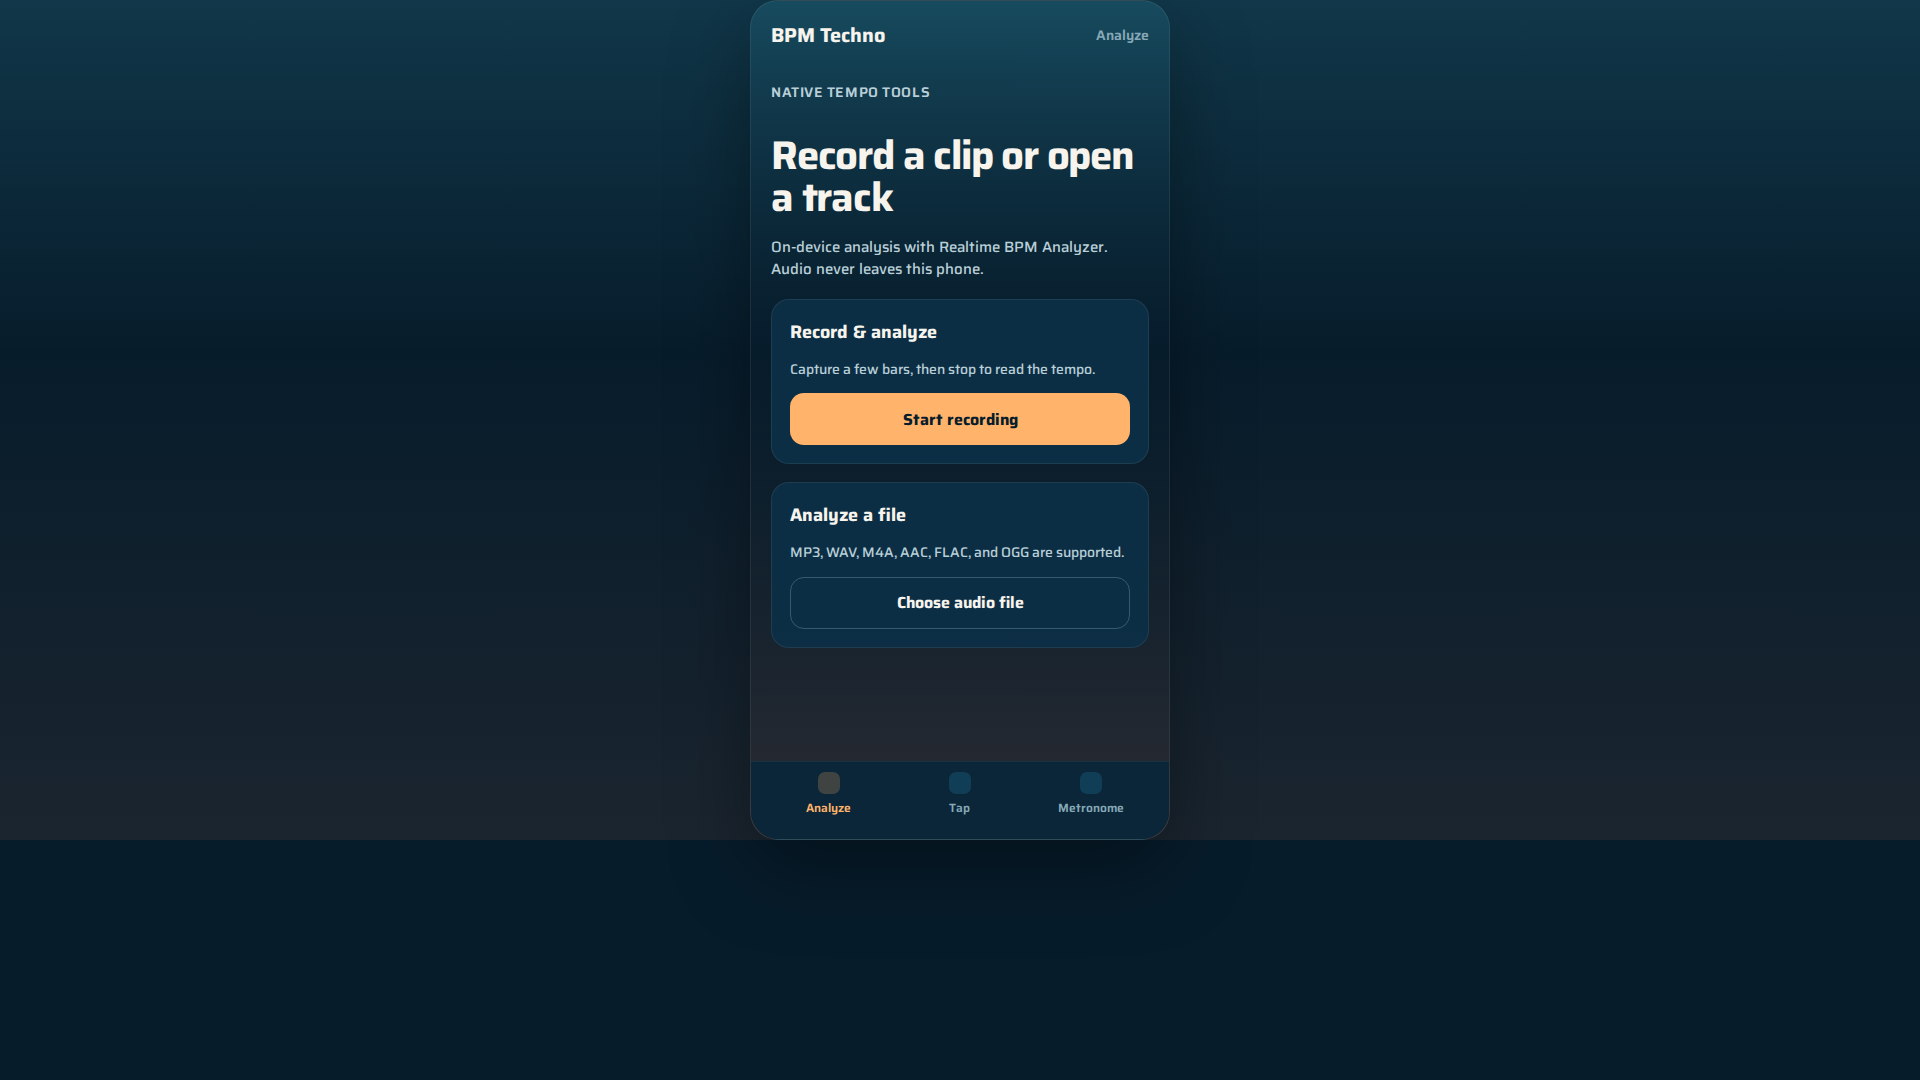 BPM Techno
Analyze
NATIVE TEMPO TOOLS
Record a clip or open
a track
On-device analysis with Realtime BPM Analyzer.
Audio never leaves this phone.
Record & analyze
Capture a few bars, then stop to read the tempo.
Start recording
Analyze a file
MP3, WAV, M4A, AAC, FLAC, and OGG are supported.
Choose audio file
Analyze
Tap
Metronome